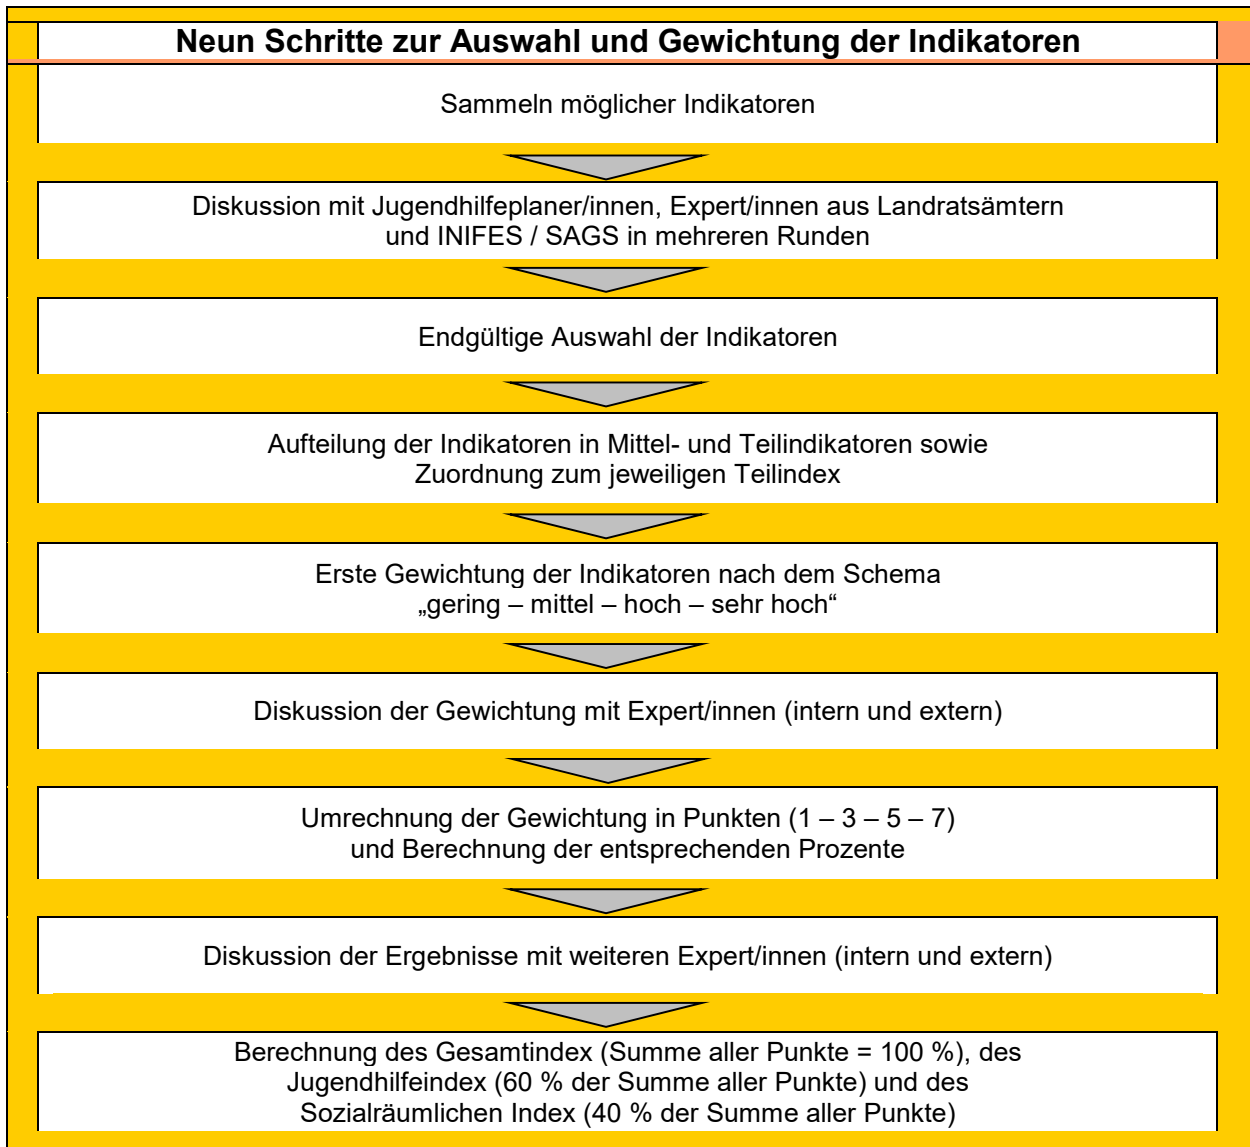 Neun Schritte zur Auswahl und Gewichtung der Indikatoren
Sammeln möglicher Indikatoren
Diskussion mit Jugendhilfeplaner/innen, Expert/innen aus Landratsämtern
und INIFES / SAGS in mehreren Runden
Endgültige Auswahl der Indikatoren
Aufteilung der Indikatoren in Mittel- und Teilindikatoren sowie
Zuordnung zum jeweiligen Teilindex
Erste Gewichtung der Indikatoren nach dem Schema
„gering – mittel – hoch – sehr hoch“
Diskussion der Gewichtung mit Expert/innen (intern und extern)
Umrechnung der Gewichtung in Punkten (1 – 3 – 5 – 7)
und Berechnung der entsprechenden Prozente
Diskussion der Ergebnisse mit weiteren Expert/innen (intern und extern)
Berechnung des Gesamtindex (Summe aller Punkte = 100 %), des
Jugendhilfeindex (60 % der Summe aller Punkte) und des
Sozialräumlichen Index (40 % der Summe aller Punkte)